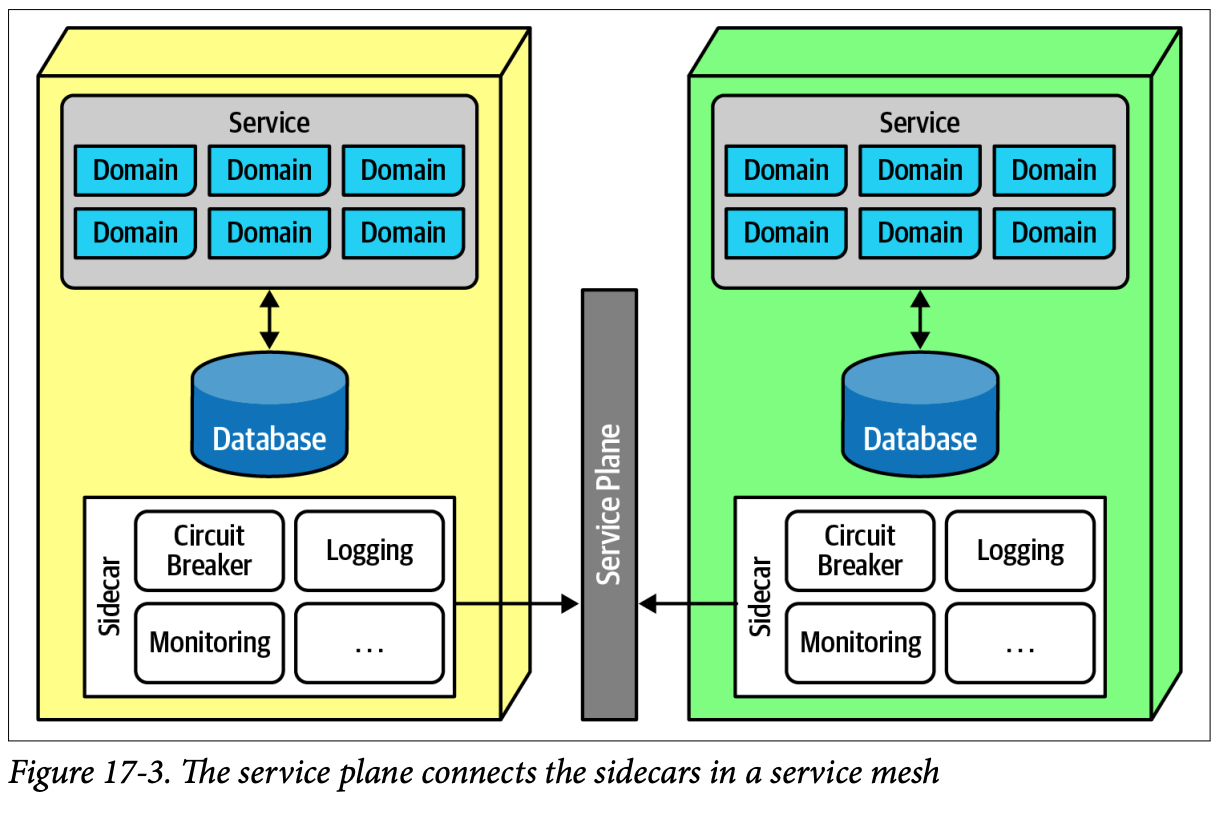 Service
Domain Domain Domain
Domain Domain Domain
Database
Sidecar
Circuit
Breaker
Logging
Monitoring
...
Service Plane
Service
Domain Domain Domain
Domain Domain Domain
Database
Sidecar
Circuit
Breaker
Logging
Monitoring
...
Figure 17-3. The service plane connects the sidecars in a service mesh